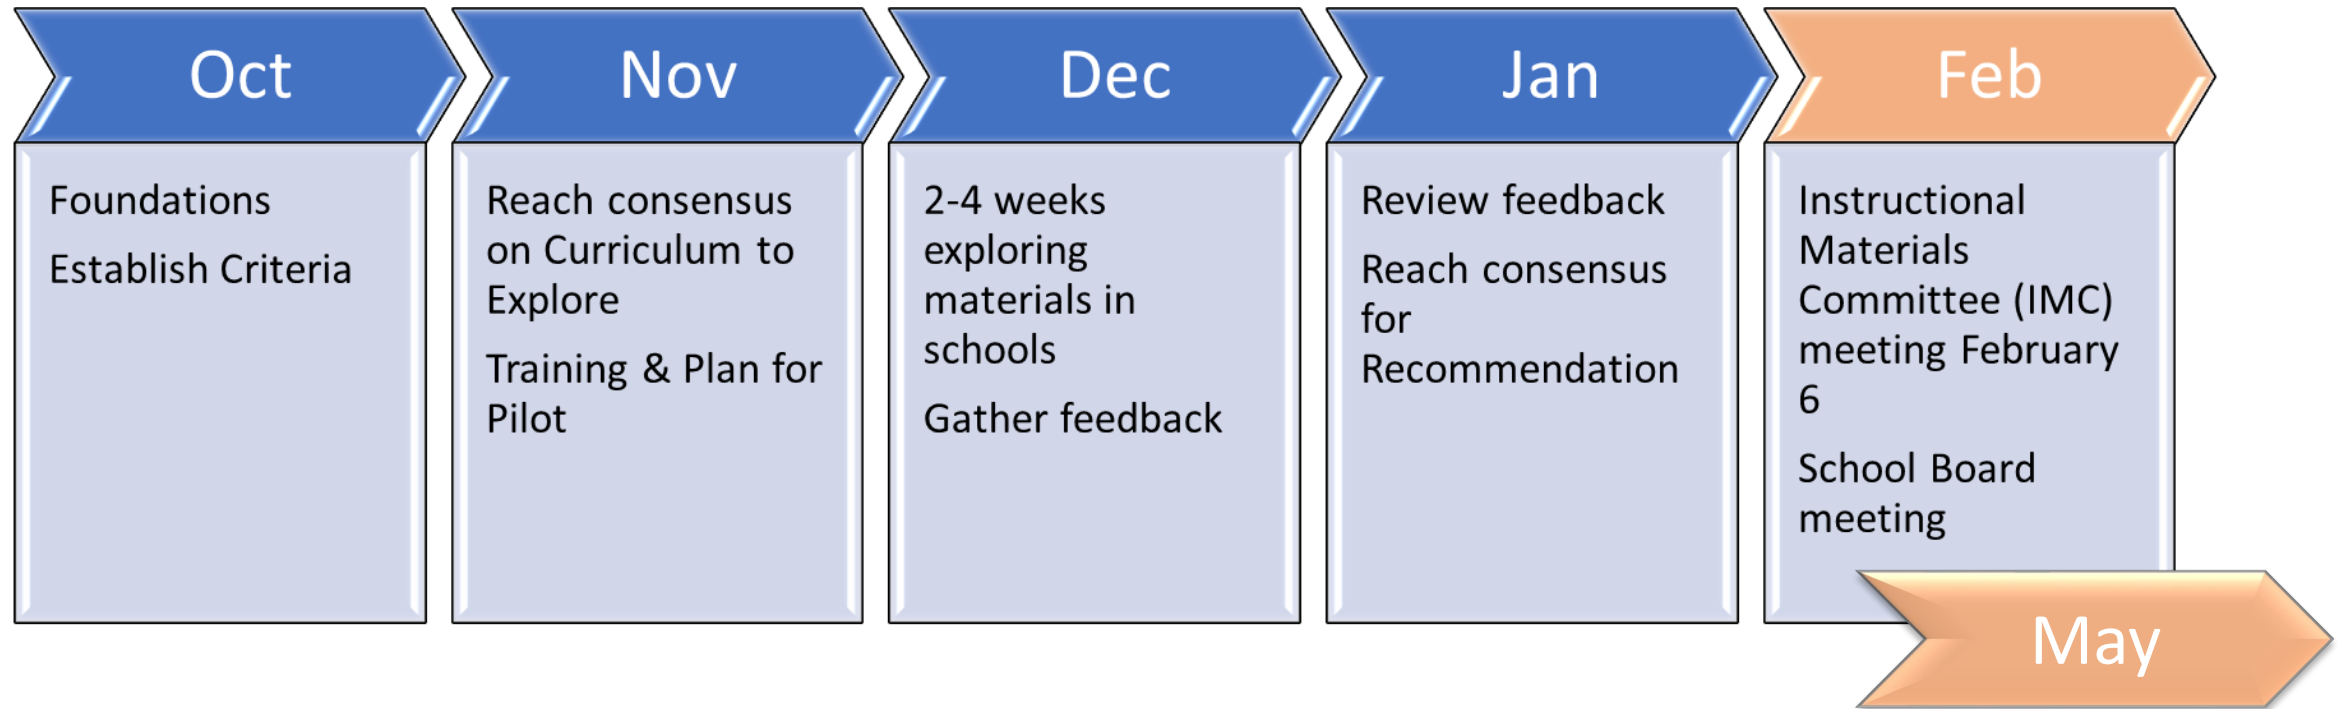 Oct
Foundations
Establish Criteria
Nov
Reach consensus
on Curriculum to
Explore
Training & Plan for
Pilot
Dec
2-4 weeks
exploring
materials in
schools
Gather feedback
Jan
Review feedback
Reach consensus
for
Recommendation
Feb
Instructional
Materials
Committee (IMC)
meeting February
6
School Board
meeting
May